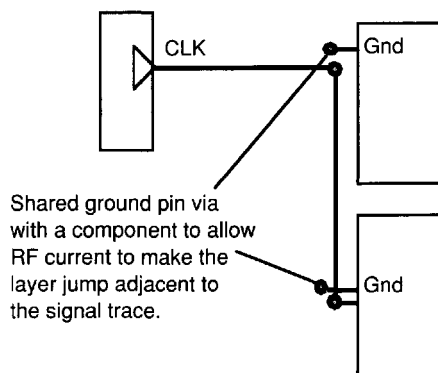 CLK
Gnd
Shared ground pin via
with a component to allow
RF current to make the
layer jump adjacent to
the signal trace.
Gnd